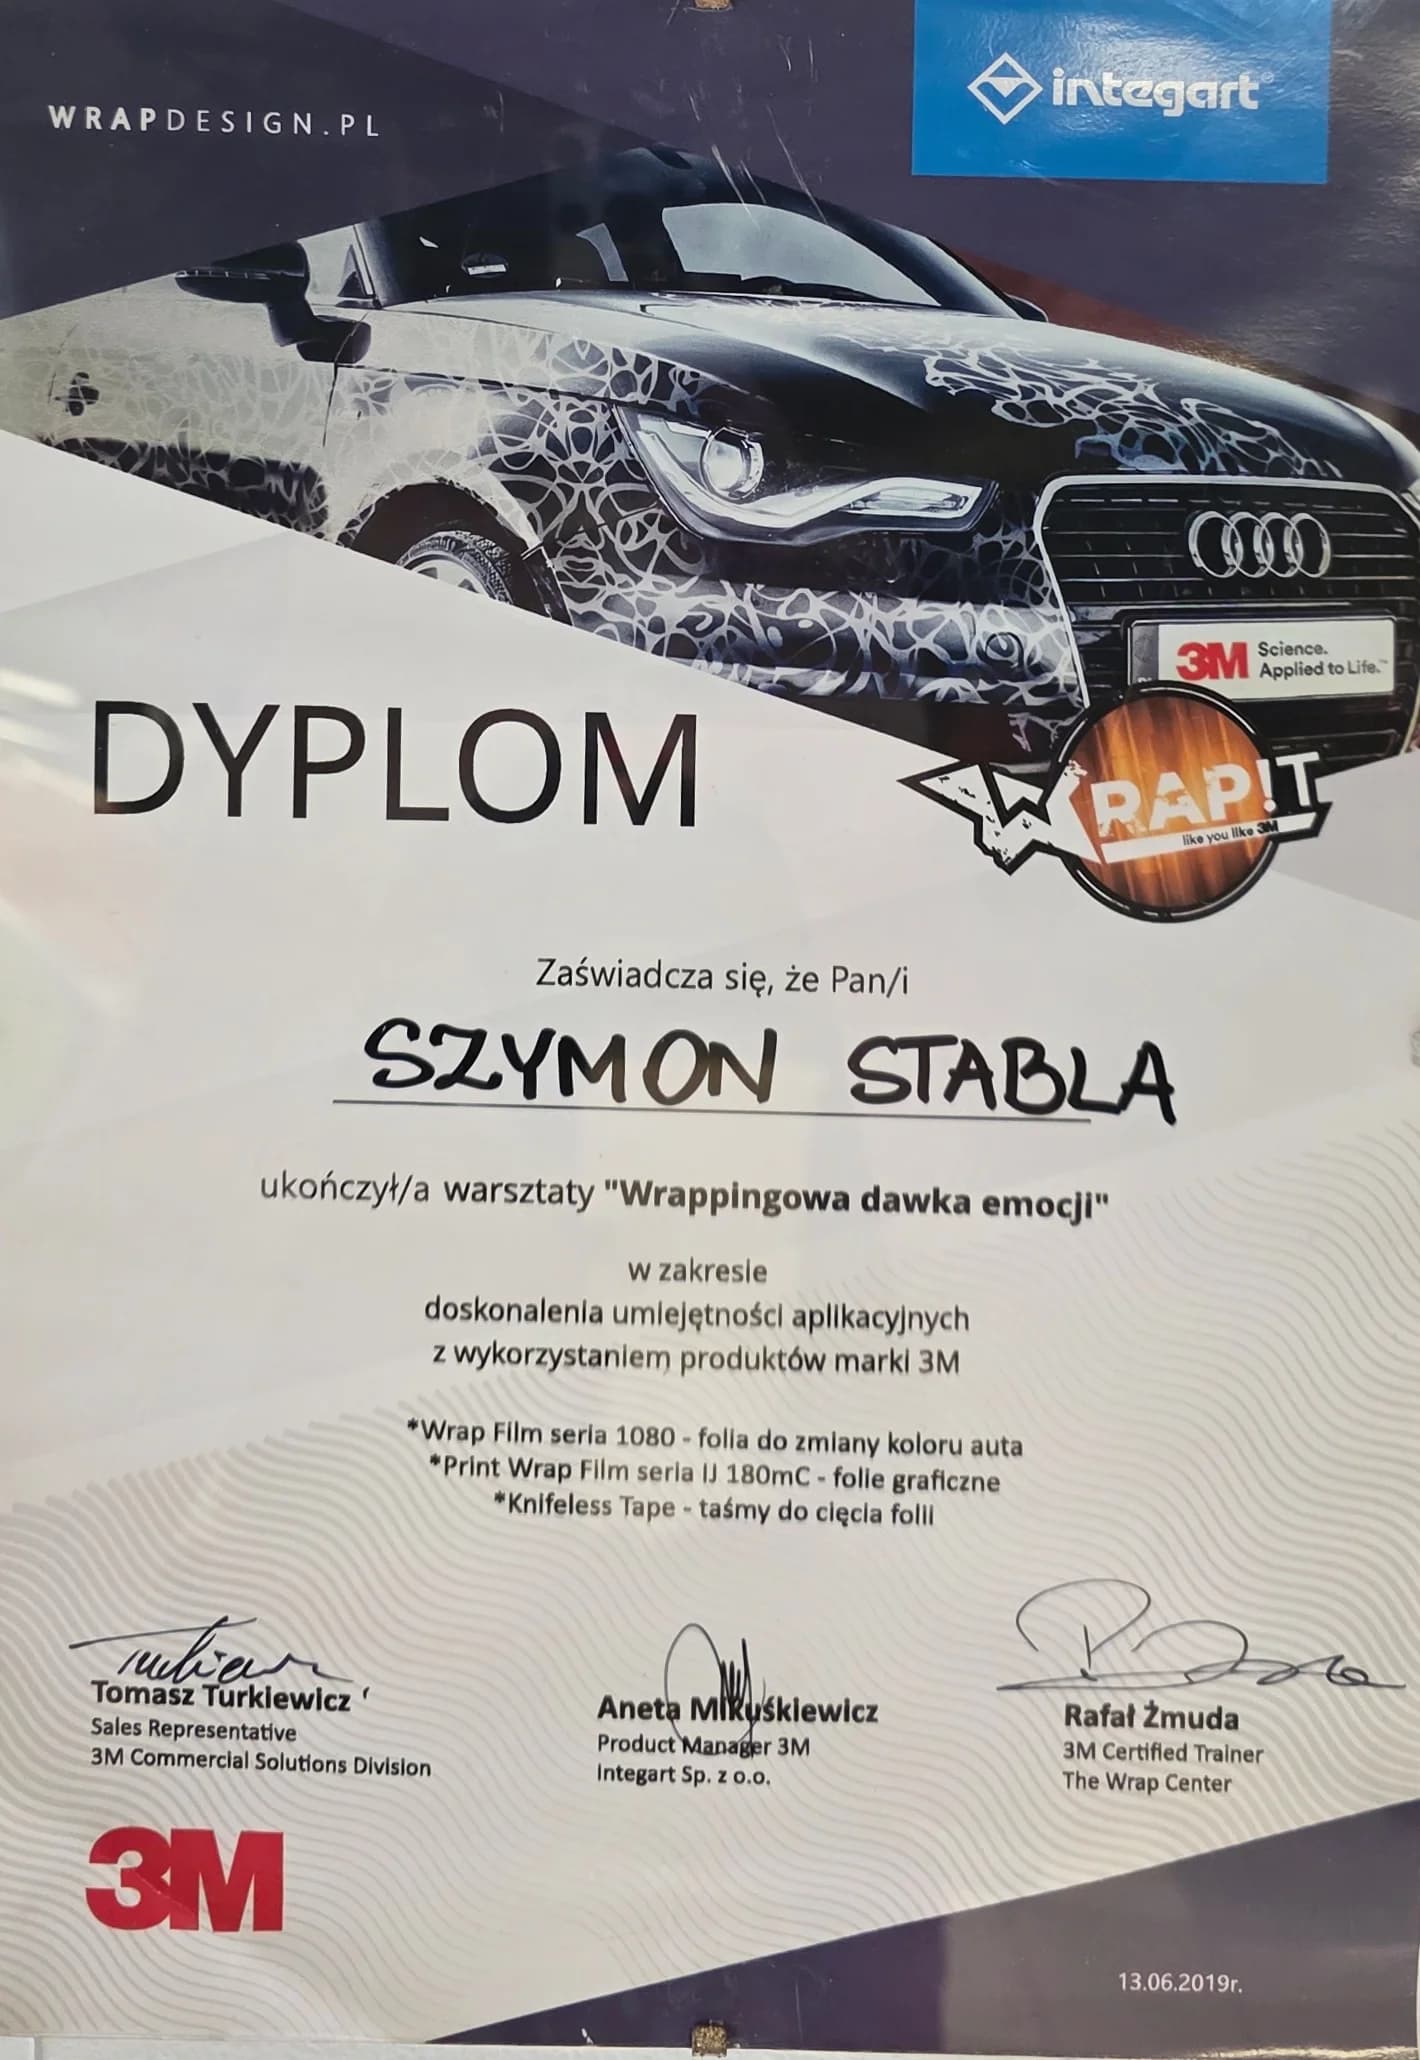 WRAPDESIGN.PL
integart
3M Science.
Applied to Life.™
DYPLOM
WRAP!T
like you like 3M
Zaświadcza się, że Pan/i
SZYMON STABLA
ukończył/a warsztaty "Wrappingowa dawka emocji"
w zakresie
doskonalenia umiejętności aplikacyjnych
z wykorzystaniem produktów marki 3M
*Wrap Film seria 1080 - folia do zmiany koloru auta
*Print Wrap Film seria IJ 180mC - folie graficzne
*Knifeless Tape - taśmy do cięcia folii
Tomasz Turkiewicz
Sales Representative
3M Commercial Solutions Division
Aneta Mikuśkiewicz
Product Manager 3M
Integart Sp. z o.o.
Rafał Żmuda
3M Certified Trainer
The Wrap Center
3M
13.06.2019r.